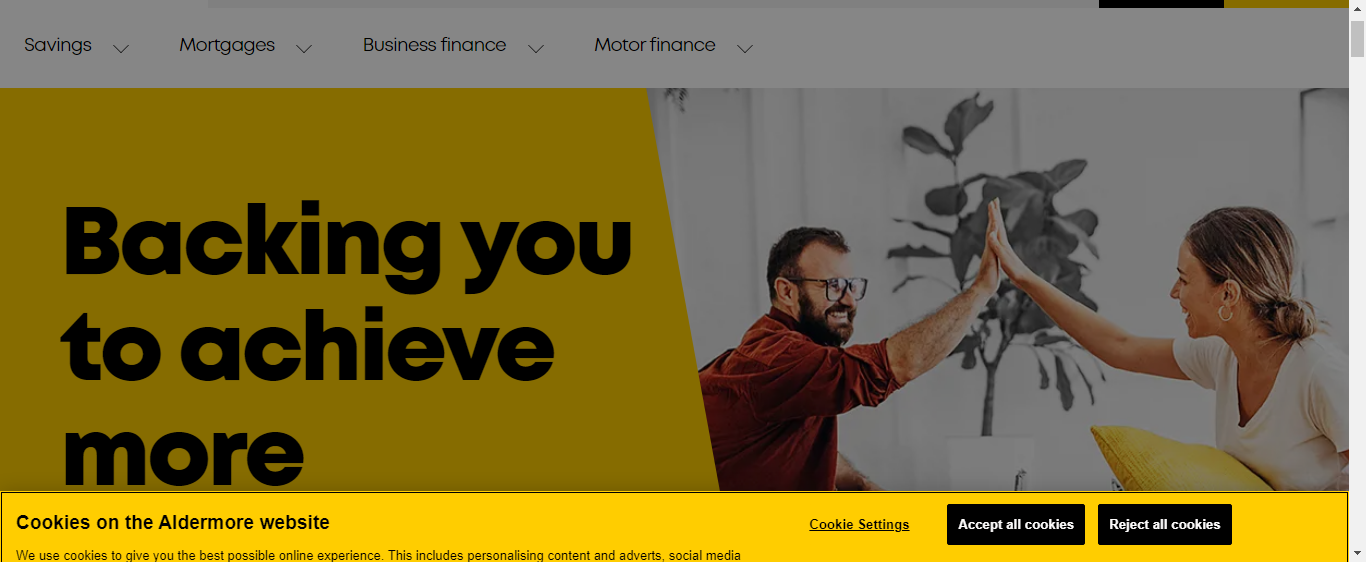 Savings Mortgages Business finance Motor finance
Backing you
to achieve
more
Cookies on the Aldermore website
Cookie Settings Accept all cookies Reject all cookies
We use cookies to give you the best possible online experience. This includes personalising content and adverts, social media